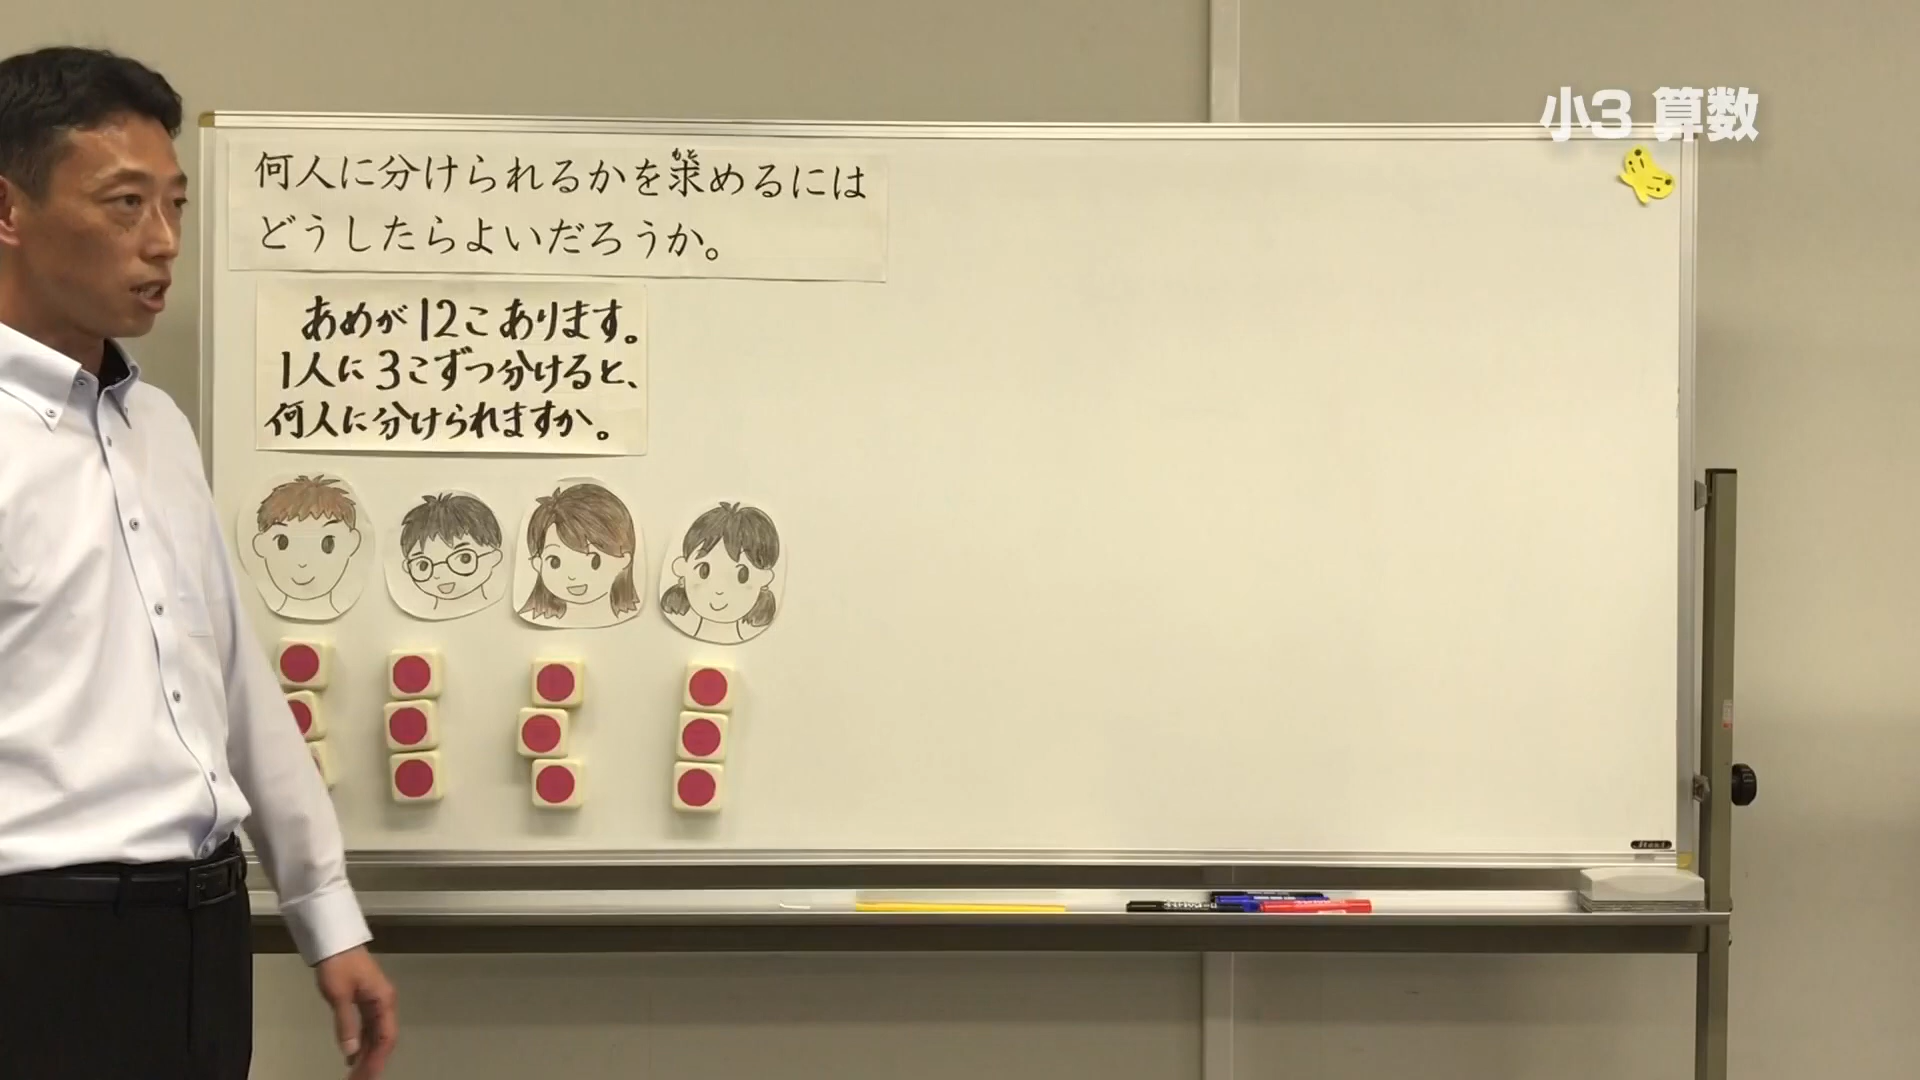 小3 算数
何人に分けられるかを求めるには
もと
どうしたらよいだろうか。
あめが12こあります。
1人に3こずつ分けると、
何人に分けられますか。